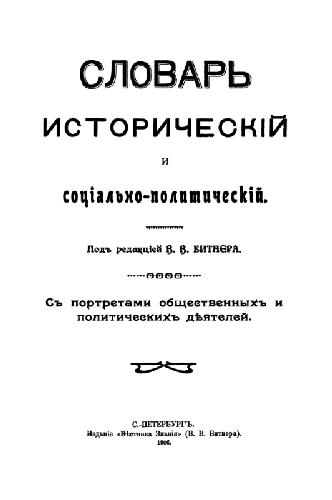 СЛОВАРЬ
ИСТОРИЧЕСКІЙ
И
соціально-политическій.
Подъ редакціей В. В. БИТНЕРА.
Съ портретами общественныхъ и
политическихъ дѣятелей.
С.-ПЕТЕРБУРГЪ.
Изданіе «Вѣстника Знанія» (В. В. Битнера).
1906.